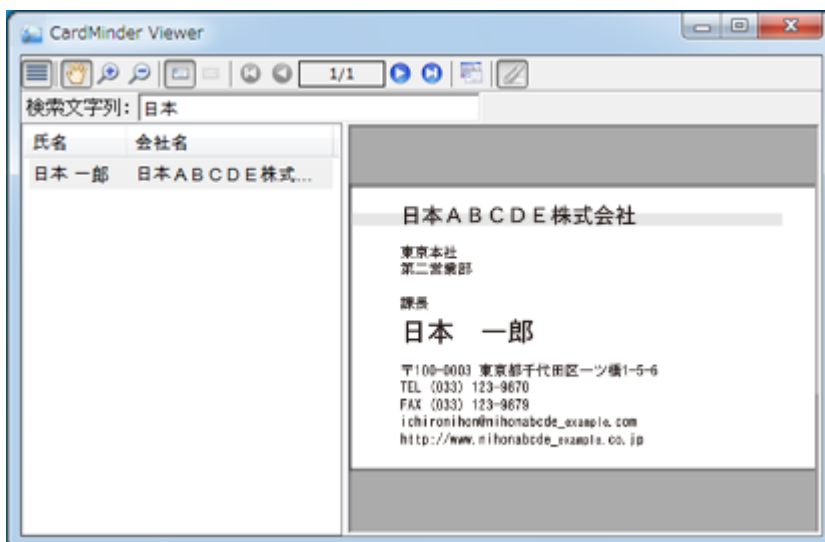 CardMinder Viewer
1/1
検索文字列: 日本
氏名 会社名
日本 一郎 日本ABCDE株式...
日本ABCDE株式会社
東京本社
第二営業部
課長
日本 一郎
〒100-0003 東京都千代田区一ツ橋1-5-6
TEL (033) 123-9670
FAX (033) 123-9679
ichironihon@nihonabcde_example.com
http://www.nihonabcde_example.co.jp